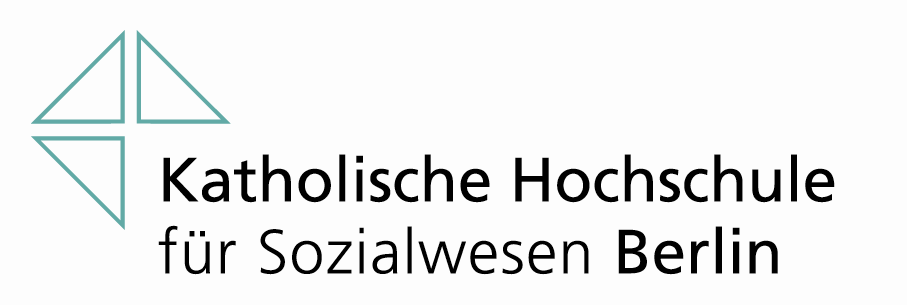 Katholische Hochschule
für Sozialwesen Berlin